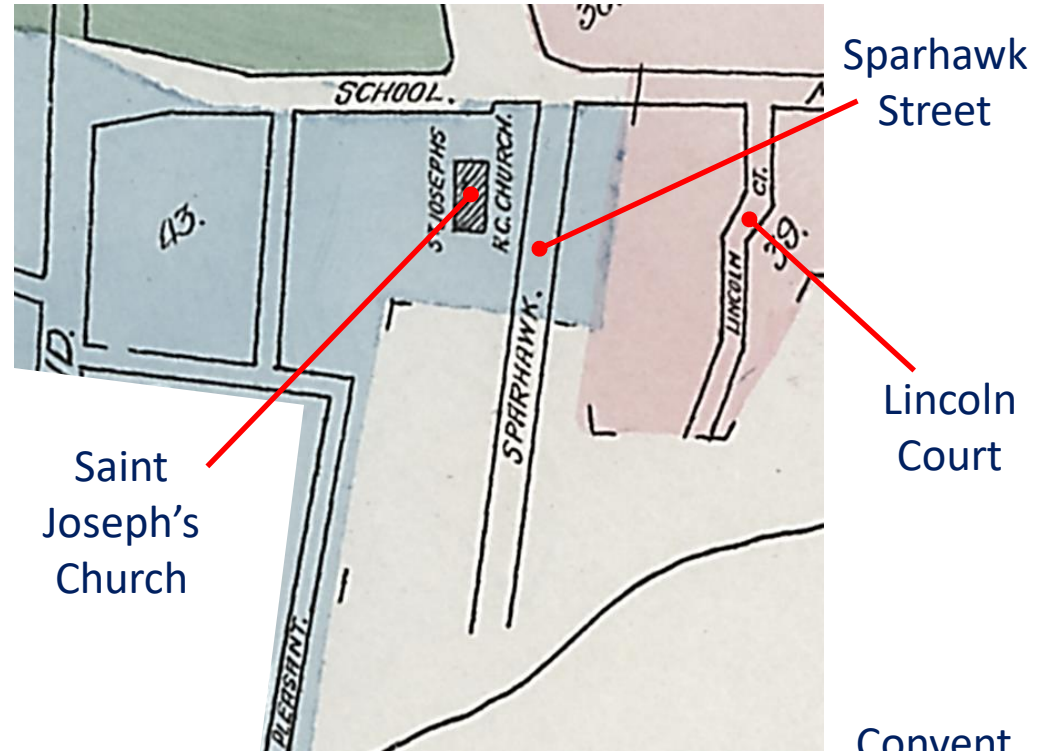 Sparhawk
Street
SCHOOL.
ST. JOSEPHS
R.C. CHURCH.
CT.
43.
39.
LINCOLN
SPARHAWK.
Lincoln
Court
Saint
Joseph's
Church
PLEASANT.
Convent